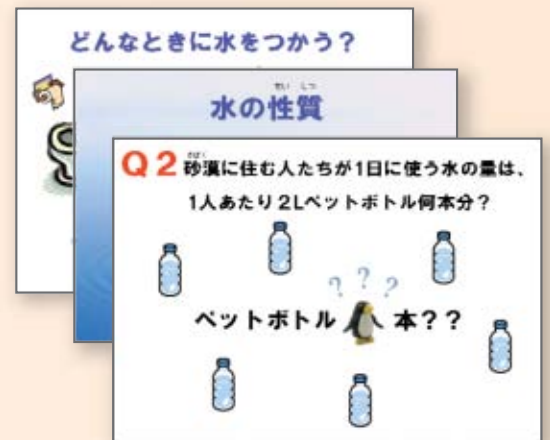 どんなときに水をつかう？
せいしつ
水の性質
さばく
Q2 砂漠に住む人たちが1日に使う水の量は、
1人あたり2Lペットボトル何本分？
? ? ?
ペットボトル 本？？